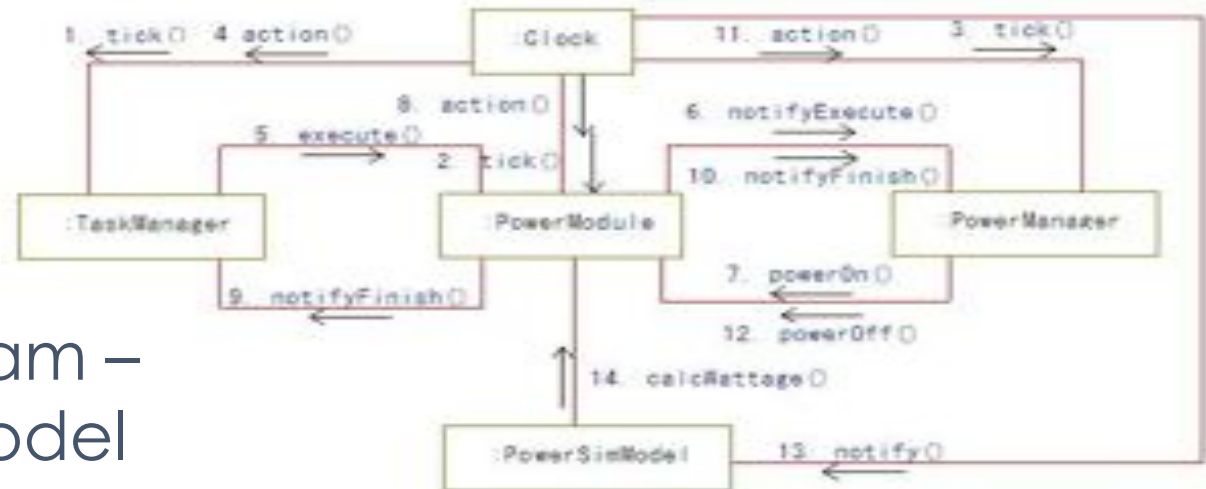 :Clock
1. tick()
4 action()
11. action()
3. tick()
8. action()
2. tick()
5. execute()
6. notifyExecute()
10. notifyFinish()
:TaskManager
:PowerModule
:PowerManager
9. notifyFinish()
7. powerOn()
12. powerOff()
am –
odel
14. calcWattage()
:PowerSimModel
13. notify()